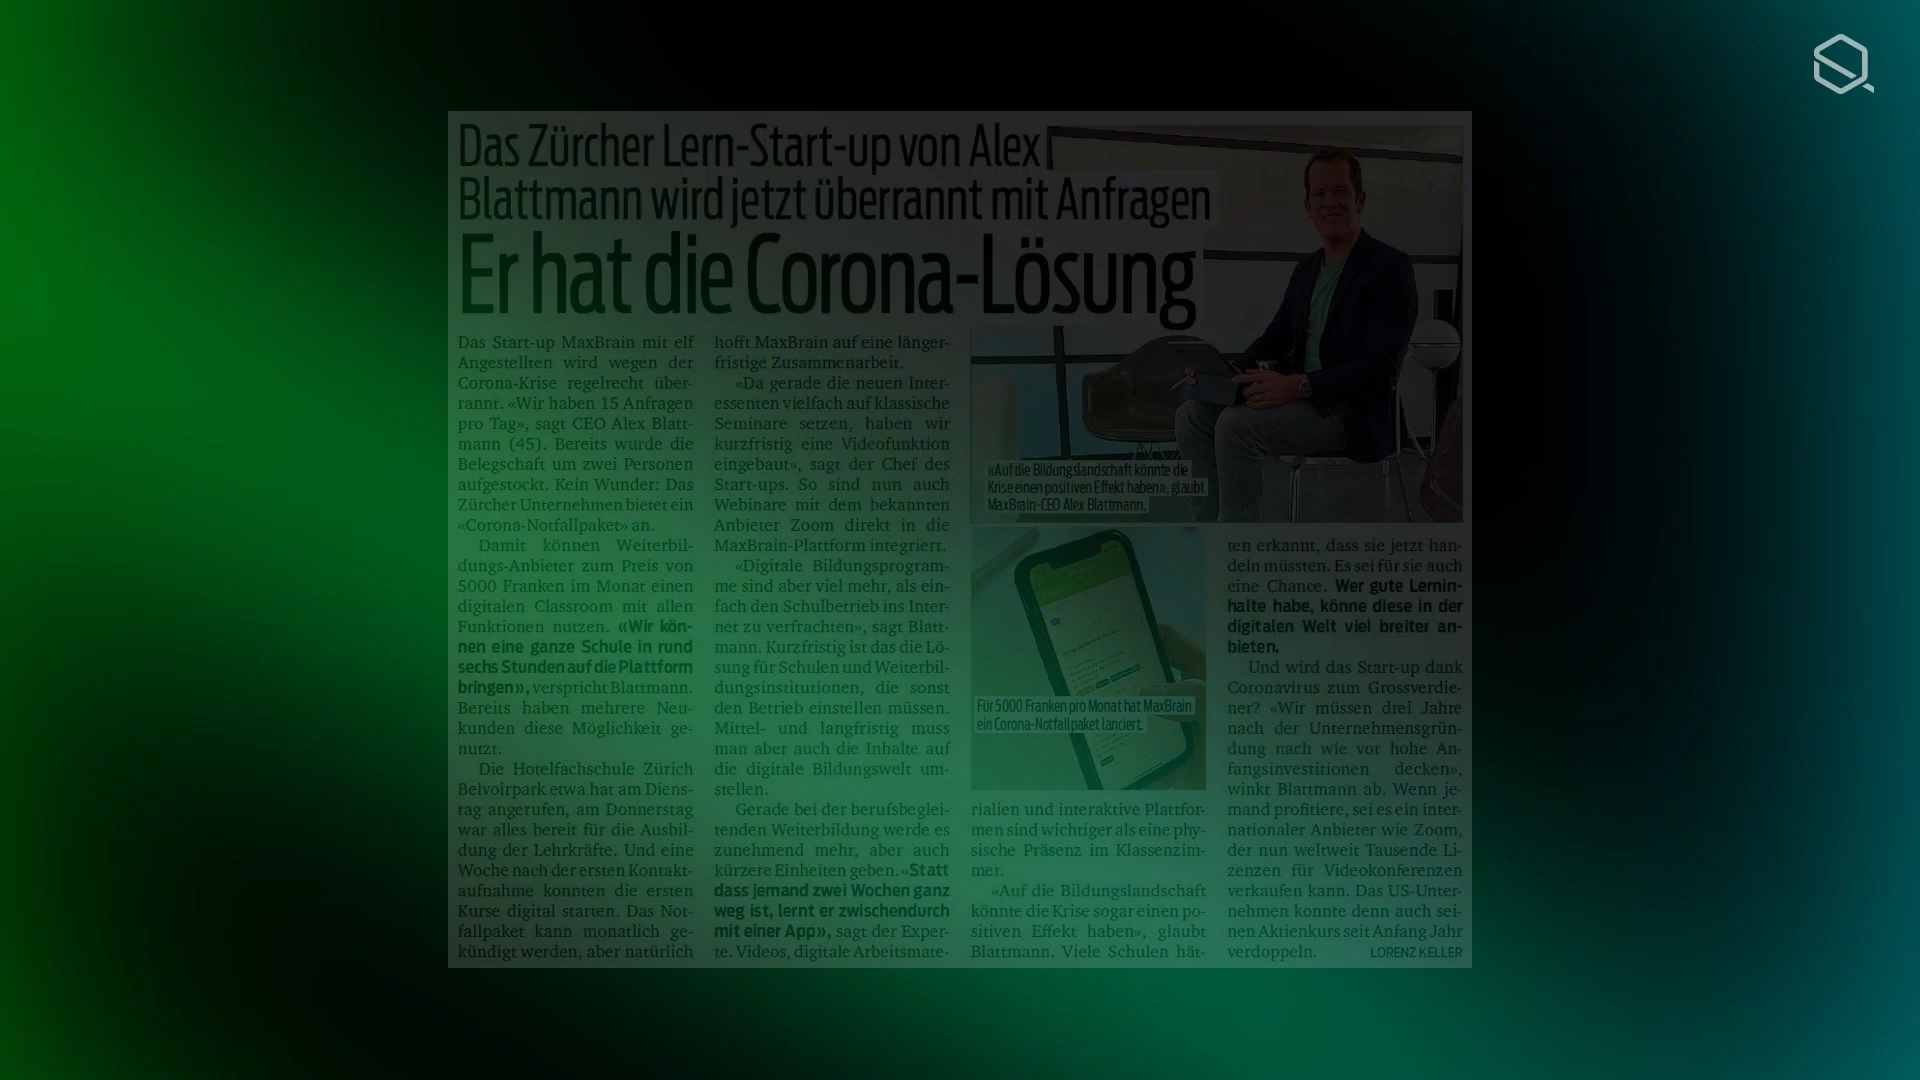 Das Zürcher Lern-Start-up von Alex
Blattmann wird jetzt überrannt mit Anfragen
Er hat die Corona-Lösung
Das Start-up MaxBrain mit elf
Angestellten wird wegen der
Corona-Krise regelrecht über-
rannt. «Wir haben 15 Anfragen
pro Tag», sagt CEO Alex Blatt-
mann (45). Bereits wurde die
Belegschaft um zwei Personen
aufgestockt. Kein Wunder: Das
Zürcher Unternehmen bietet ein
«Corona-Notfallpaket» an.
Damit können Weiterbil-
dungs-Anbieter zum Preis von
5000 Franken im Monat einen
digitalen Classroom mit allen
Funktionen nutzen. «Wir kön-
nen eine ganze Schule in rund
sechs Stunden auf die Plattform
bringen», verspricht Blattmann.
Bereits haben mehrere Neu-
kunden diese Möglichkeit ge-
nutzt.
Die Hotelfachschule Zürich
Belvoirpark etwa hat am Diens-
tag angerufen, am Donnerstag
war alles bereit für die Ausbil-
dung der Lehrkräfte. Und eine
Woche nach der ersten Kontakt-
aufnahme konnten die ersten
Kurse digital starten. Das Not-
fallpaket kann monatlich ge-
kündigt werden, aber natürlich
hofft MaxBrain auf eine länger-
fristige Zusammenarbeit.
«Da gerade die neuen Inter-
essenten vielfach auf klassische
Seminare setzen, haben wir
kurzfristig eine Videofunktion
eingebaut», sagt der Chef des
Start-ups. So sind nun auch
Webinare mit dem bekannten
Anbieter Zoom direkt in die
MaxBrain-Plattform integriert.
«Digitale Bildungsprogram-
me sind aber viel mehr, als ein-
fach den Schulbetrieb ins Inter-
net zu verfrachten», sagt Blatt-
mann. Kurzfristig ist das die Lö-
sung für Schulen und Weiterbil-
dungsinstitutionen, die sonst
den Betrieb einstellen müssen.
Mittel- und langfristig muss
man aber auch die Inhalte auf
die digitale Bildungswelt um-
stellen.
Gerade bei der berufsbeglei-
tenden Weiterbildung werde es
zunehmend mehr, aber auch
kürzere Einheiten geben. «Statt
dass jemand zwei Wochen ganz
weg ist, lernt er zwischendurch
mit einer App», sagt der Exper-
te. Videos, digitale Arbeitsmate-
«Auf die Bildungslandschaft könnte die
Krise einen positiven Effekt haben», glaubt
MaxBrain-CEO Alex Blattmann.
Für 5000 Franken pro Monat hat MaxBrain
ein Corona-Notfallpaket lanciert.
rialien und interaktive Plattfor-
men sind wichtiger als eine phy-
sische Präsenz im Klassenzim-
mer.
«Auf die Bildungslandschaft
könnte die Krise sogar einen po-
sitiven Effekt haben», glaubt
Blattmann. Viele Schulen hät-
ten erkannt, dass sie jetzt han-
deln müssten. Es sei für sie auch
eine Chance. Wer gute Lernin-
halte habe, könne diese in der
digitalen Welt viel breiter an-
bieten.
Und wird das Start-up dank
Coronavirus zum Grossverdie-
ner? «Wir müssen drei Jahre
nach der Unternehmensgrün-
dung nach wie vor hohe An-
fangsinvestitionen decken»,
winkt Blattmann ab. Wenn je-
mand profitiere, sei es ein inter-
nationaler Anbieter wie Zoom,
der nun weltweit Tausende Li-
zenzen für Videokonferenzen
verkaufen kann. Das US-Unter-
nehmen konnte denn auch sei-
nen Aktienkurs seit Anfang Jahr
verdoppeln. LORENZ KELLER